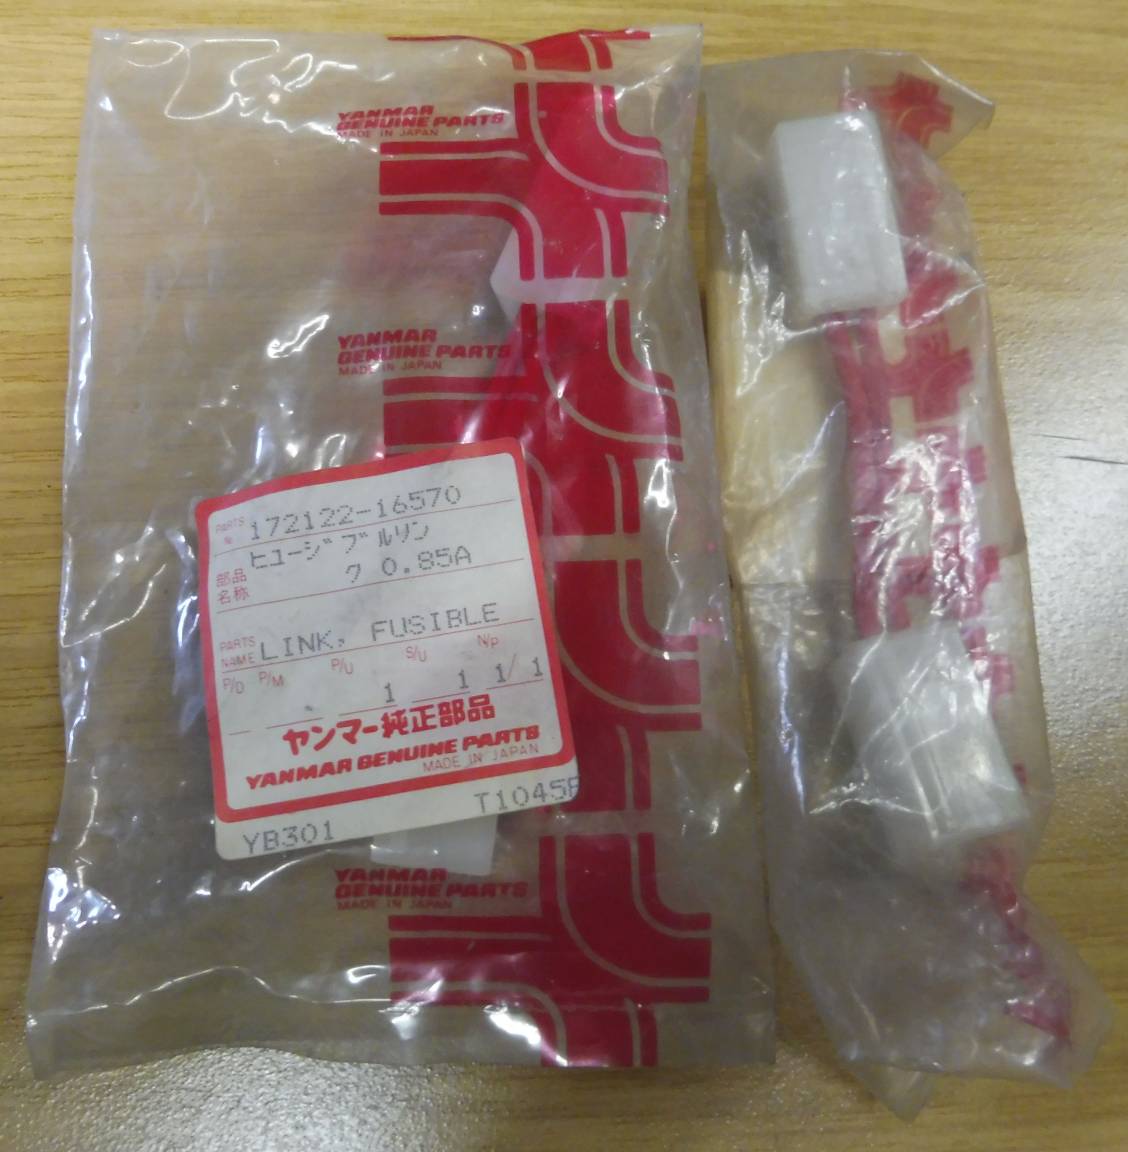 YANMAR
GENUINE PARTS
MADE IN JAPAN
YANMAR
GENUINE PARTS
MADE IN JAPAN
PARTS № 172122-16570
部品名称 ヒユージブルリン
ク 0.85A
PARTS NAME LINK, FUSIBLE
P/D P/M P/U S/U N/P
1 1 1/ 1
ヤンマー純正部品
YANMAR GENUINE PARTS
MADE IN JAPAN
YB301 T1045
YANMAR
GENUINE PARTS
MADE IN JAPAN